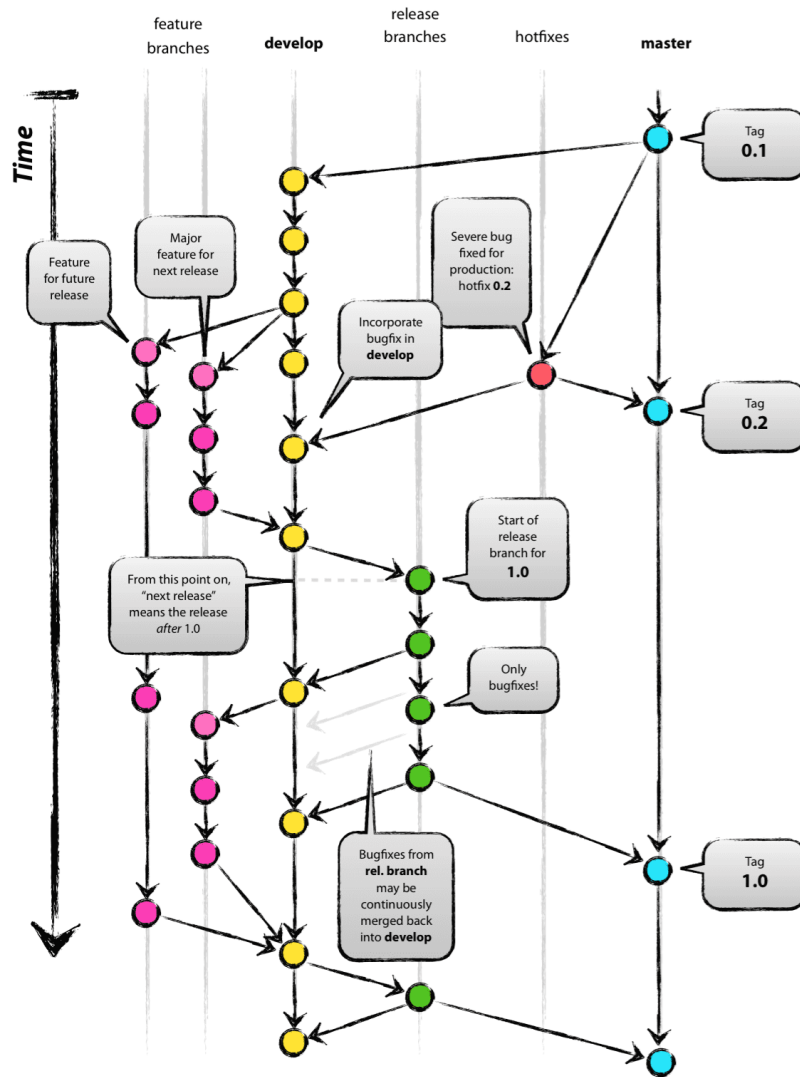 feature
branches
develop
release
branches
hotfixes
master
Time
Tag
0.1
Feature
for future
release
Major
feature for
next release
Severe bug
fixed for
production:
hotfix 0.2
Incorporate
bugfix in
develop
Tag
0.2
Start of
release
branch for
1.0
From this point on,
“next release”
means the release
after 1.0
Only
bugfixes!
Bugfixes from
rel. branch
may be
continuously
merged back
into develop
Tag
1.0